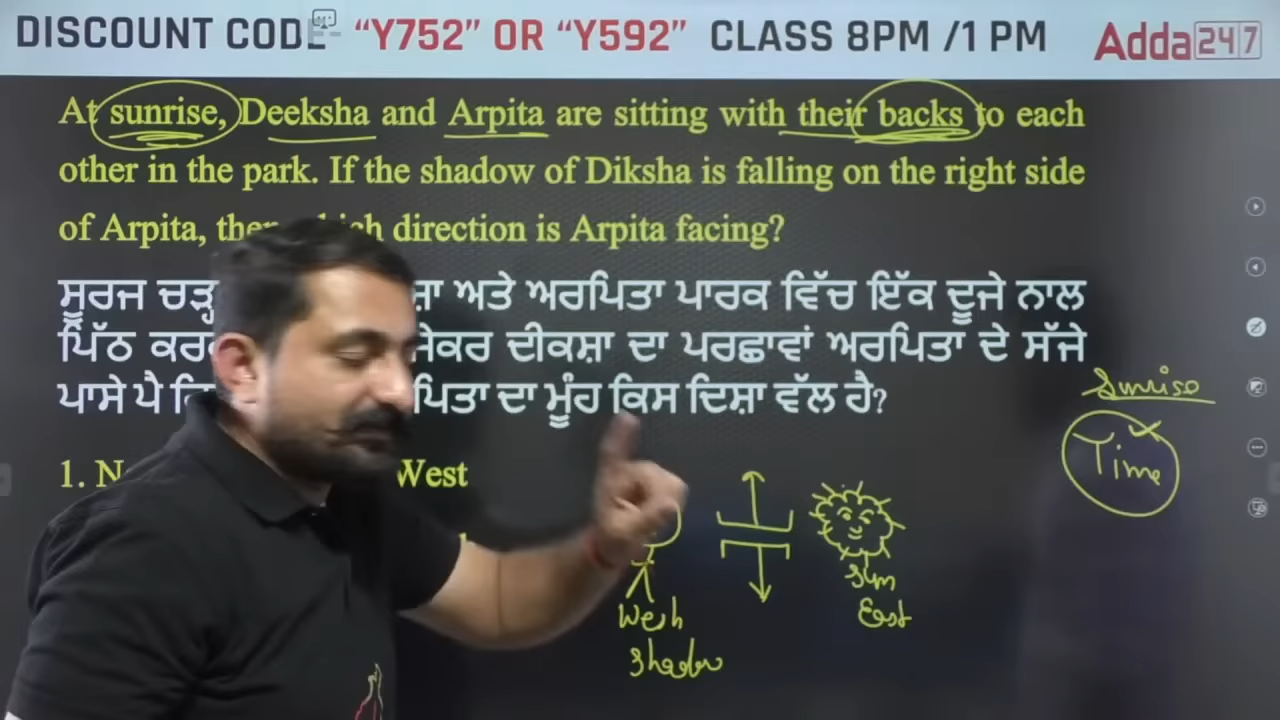 DISCOUNT CODE "Y752" OR "Y592" CLASS 8PM /1 PM
Adda247
At sunrise, Deeksha and Arpita are sitting with their backs to each
other in the park. If the shadow of Diksha is falling on the right side
of Arpita, then which direction is Arpita facing?
ਸੂਰਜ ਅਤੇ ਅਰਪਿਤਾ ਪਾਰਕ ਵਿੱਚ ਇੱਕ ਦੂਜੇ ਨਾਲ
ਪਿੱਠ ਜੇਕਰ ਦੀਕਸ਼ਾ ਦਾ ਪਰਛਾਵਾਂ ਅਰਪਿਤਾ ਦੇ ਸੱਜੇ
ਪਾਸੇ ਪੈ ਦਾ ਮੂੰਹ ਕਿਸ ਦਿਸ਼ਾ ਵੱਲ ਹੈ?
Sunrise
Time
1. West
Sun
East
West
Shadow